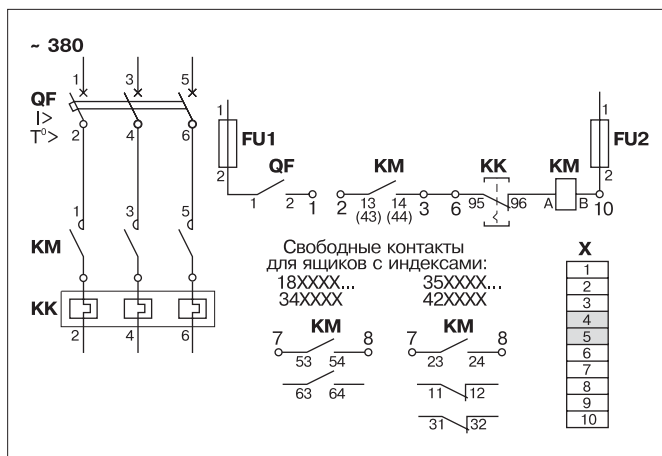 ~ 380
1 3 5
QF
I>
T⁰>
2 4 6
1
FU1
2
QF
1 2 1
KM
2 13 14 3 6
(43) (44)
KK
95 96
KM
A B 10
1
FU2
2
1 3 5
KM
KK
2 4 6
Свободные контакты
для ящиков с индексами:
18XXXX... 35XXXX...
34XXXX 42XXXX
7 KM 8
53 54
63 64
7 KM 8
23 24
11 12
31 32
X
1
2
3
4
5
6
7
8
9
10